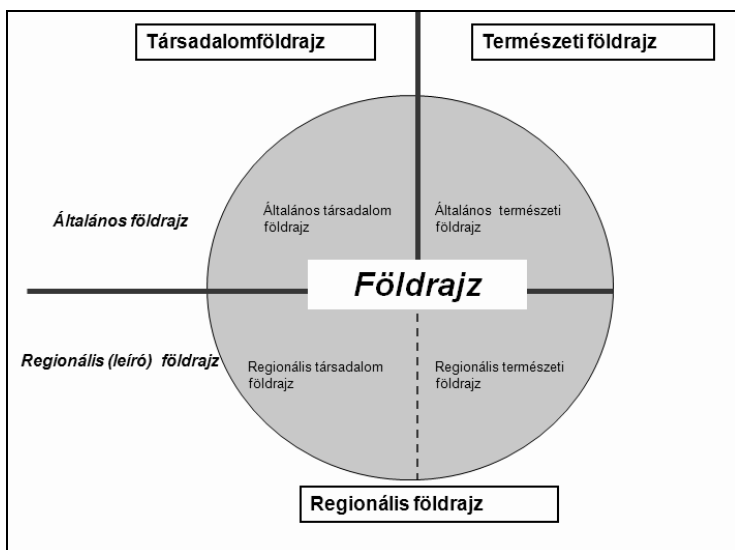 Társadalomföldrajz
Természeti földrajz
Általános földrajz
Általános társadalom
földrajz
Általános természeti
földrajz
Földrajz
Regionális (leíró) földrajz
Regionális társadalom
földrajz
Regionális természeti
földrajz
Regionális földrajz